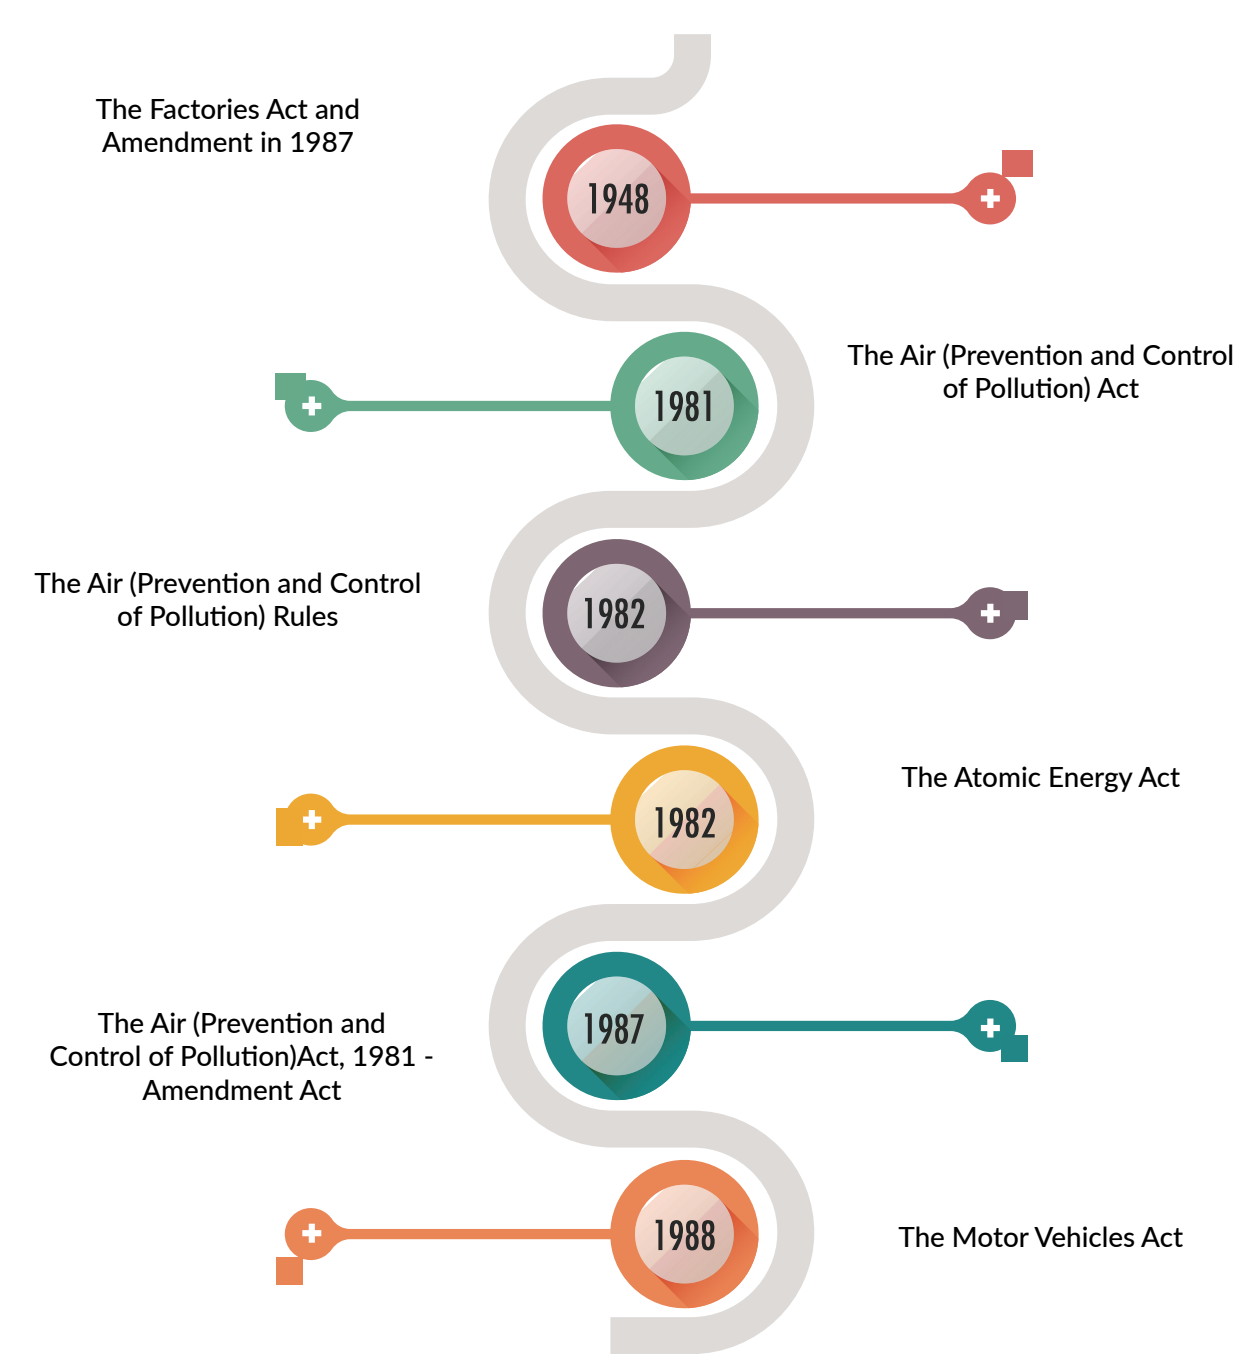 The Factories Act and
Amendment in 1987
1948
The Air (Prevention and Control
of Pollution) Act
1981
The Air (Prevention and Control
of Pollution) Rules
1982
The Atomic Energy Act
1982
The Air (Prevention and
Control of Pollution)Act, 1981 -
Amendment Act
1987
1988
The Motor Vehicles Act